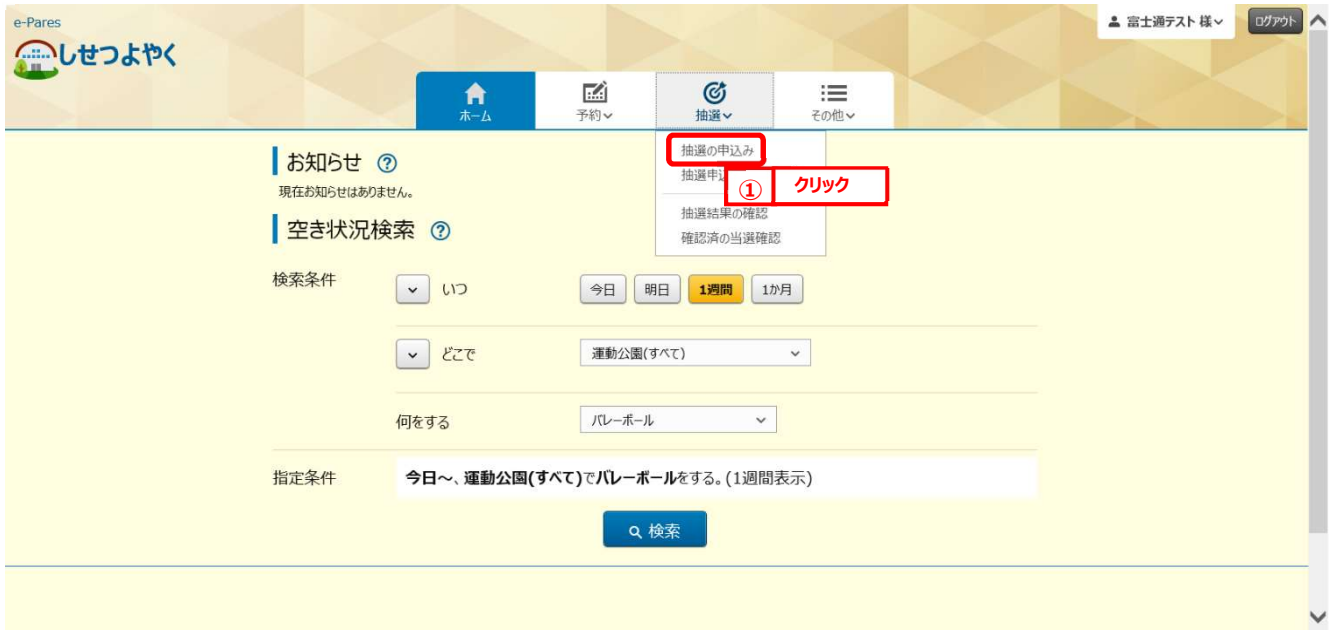 e-Pares
しせつよやく
富士通テスト 様
ログアウト
ホーム
予約
抽選
その他
抽選の申込み
抽選申
① クリック
抽選結果の確認
確認済の当選確認
お知らせ ?
現在お知らせはありません。
空き状況検索 ?
検索条件
いつ 今日 明日 1週間 1か月
どこで 運動公園(すべて)
何をする バレーボール
指定条件 今日～、運動公園(すべて)でバレーボールをする。(1週間表示)
検索